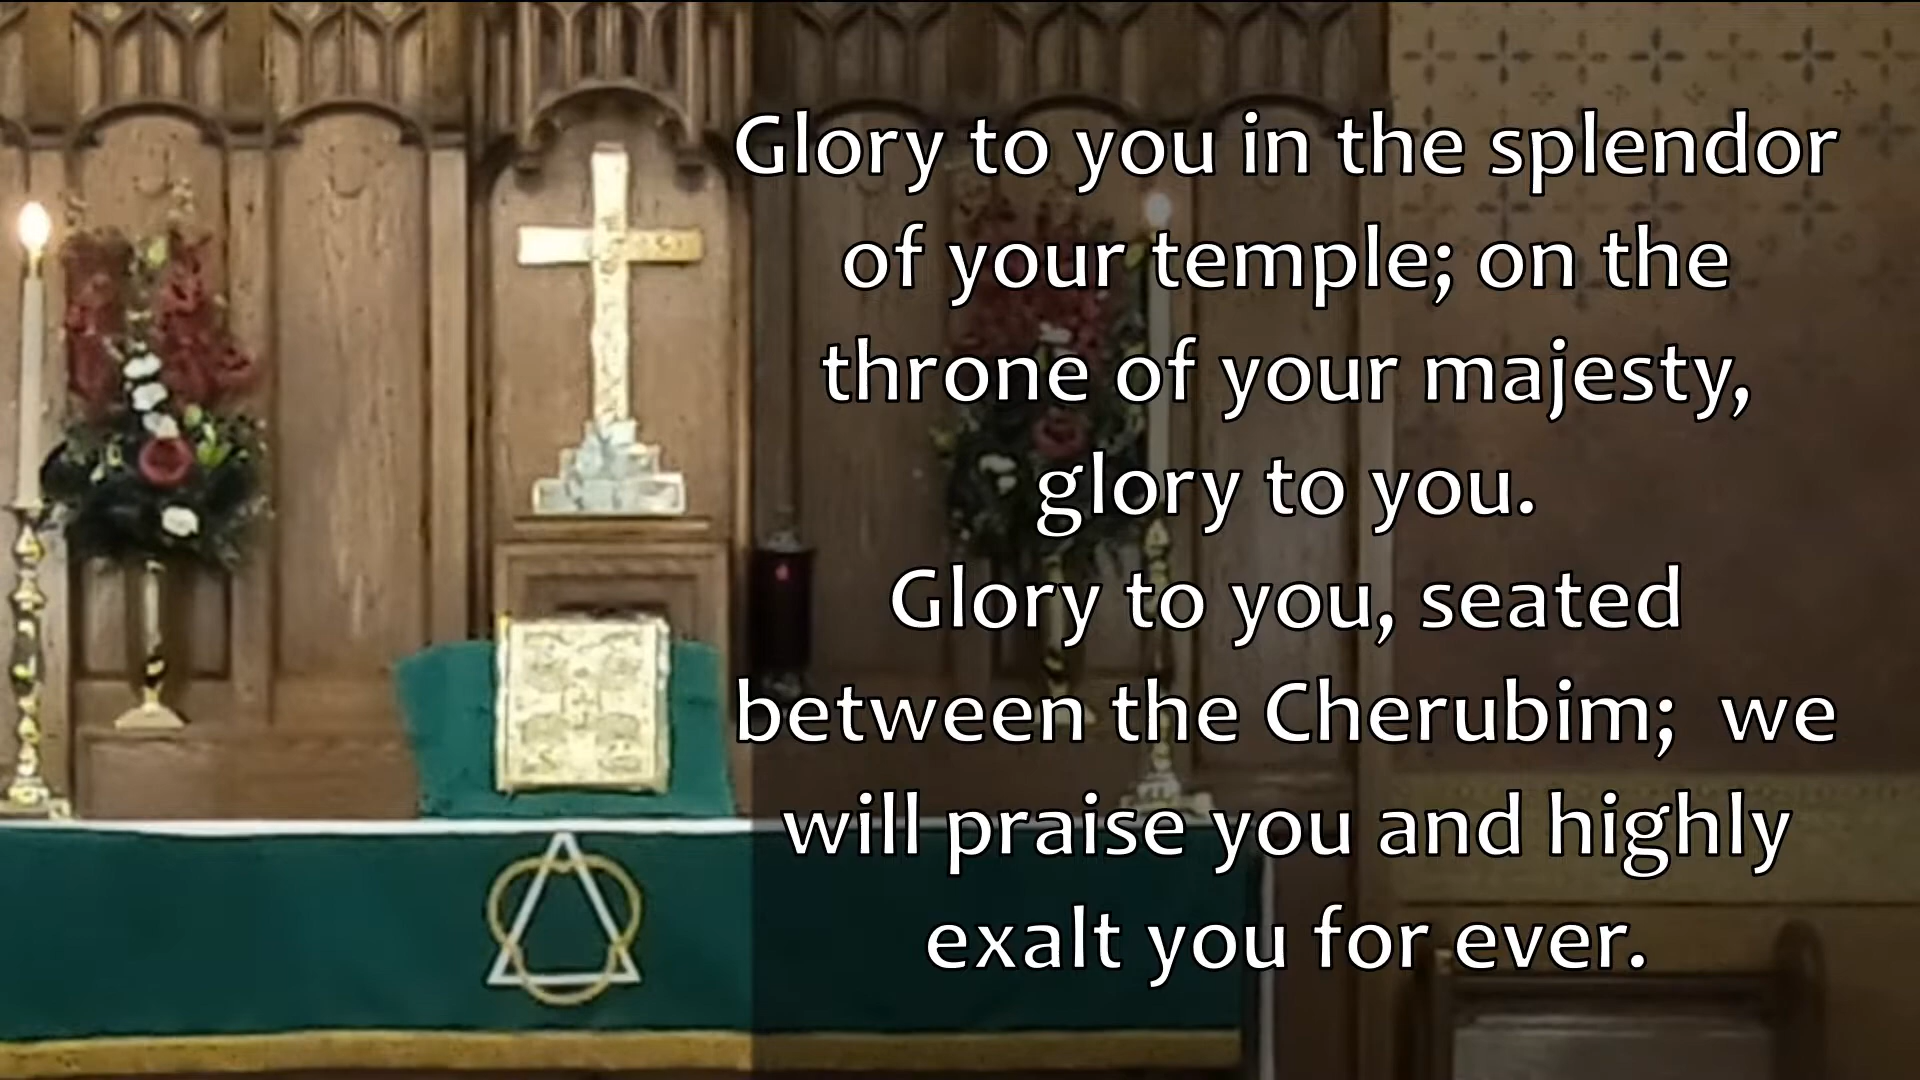 Glory to you in the splendor
of your temple; on the
throne of your majesty,
glory to you.
Glory to you, seated
between the Cherubim;  we
will praise you and highly
exalt you for ever.